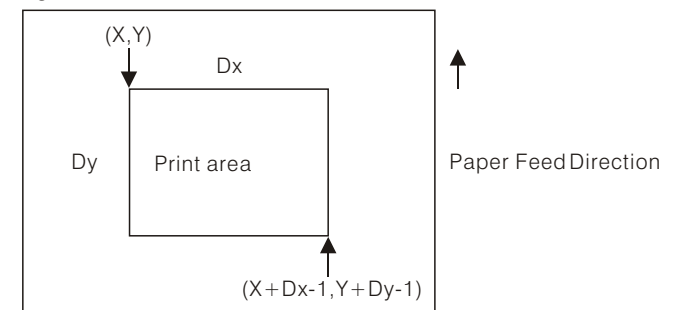 (X,Y)
Dx
Dy
Print area
Paper Feed Direction
(X+Dx-1,Y+Dy-1)